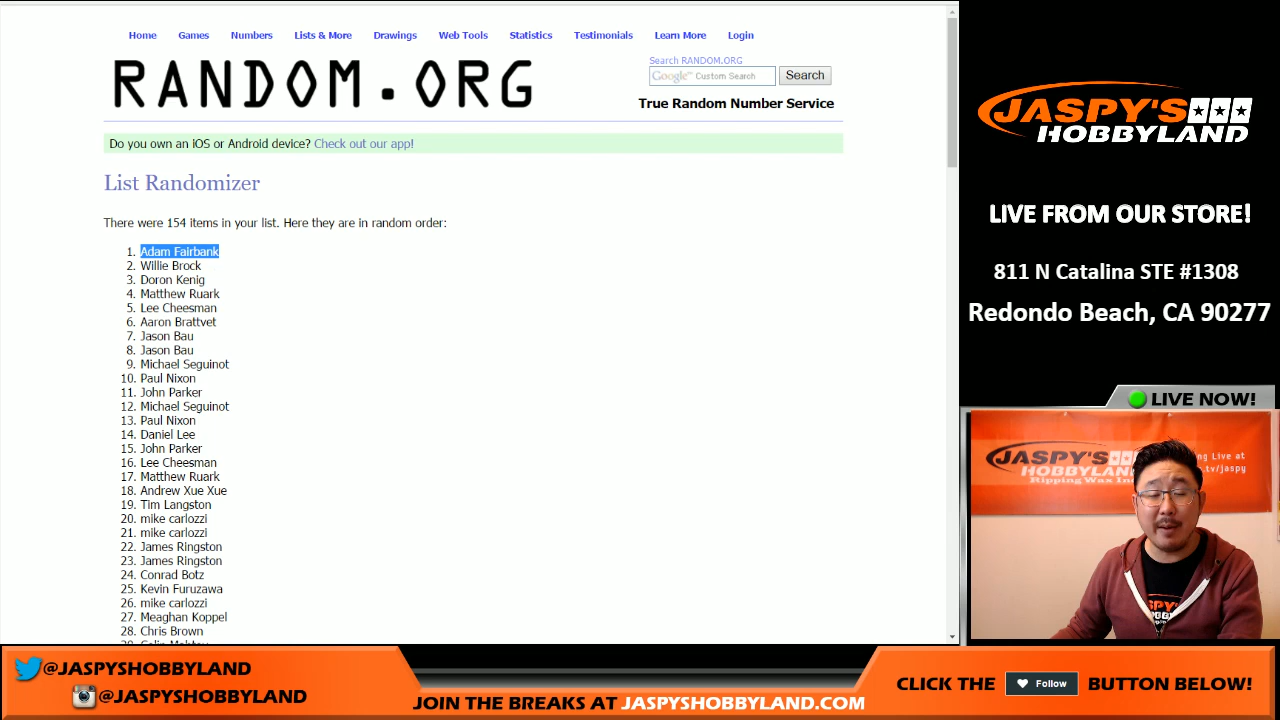 Home Games Numbers Lists & More Drawings Web Tools Statistics Testimonials Learn More Login
RANDOM.ORG
Search RANDOM.ORG
Google™ Custom Search
Search
True Random Number Service
Do you own an iOS or Android device? Check out our app!
List Randomizer
There were 154 items in your list. Here they are in random order:
1. Adam Fairbank
2. Willie Brock
3. Doron Kenig
4. Matthew Ruark
5. Lee Cheesman
6. Aaron Brattvet
7. Jason Bau
8. Jason Bau
9. Michael Seguinot
10. Paul Nixon
11. John Parker
12. Michael Seguinot
13. Paul Nixon
14. Daniel Lee
15. John Parker
16. Lee Cheesman
17. Matthew Ruark
18. Andrew Xue Xue
19. Tim Langston
20. mike carlozzi
21. mike carlozzi
22. James Ringston
23. James Ringston
24. Conrad Botz
25. Kevin Furuzawa
26. mike carlozzi
27. Meaghan Koppel
28. Chris Brown
JASPY'S
HOBBYLAND
LIVE FROM OUR STORE!
811 N Catalina STE #1308
Redondo Beach, CA 90277
LIVE NOW!
JASPY'S
HOBBYLAND
Ripping Wax
Live at
.tv/jaspy
@JASPYSHOBBYLAND
@JASPYSHOBBYLAND
JOIN THE BREAKS AT JASPYSHOBBYLAND.COM
CLICK THE Follow BUTTON BELOW!